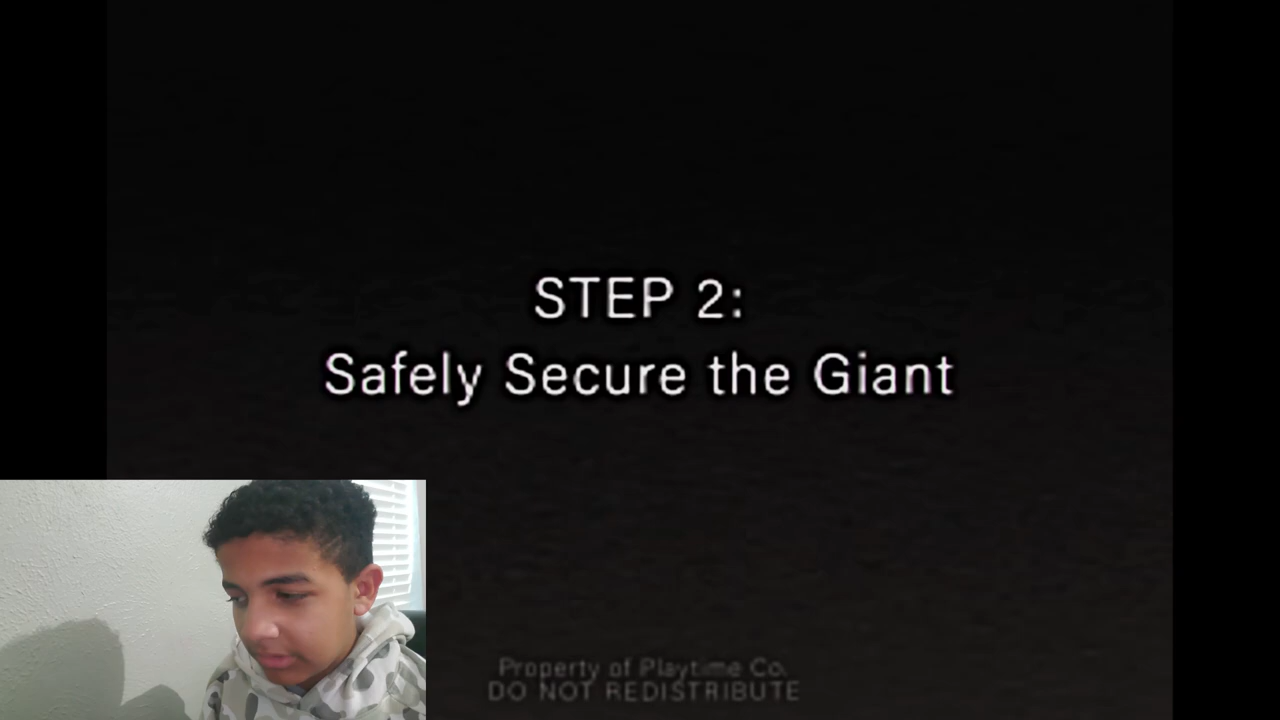 STEP 2:
Safely Secure the Giant
Property of Playtime Co.
DO NOT REDISTRIBUTE